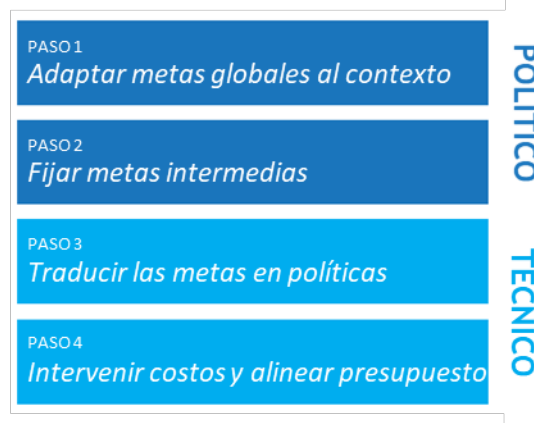 PASO 1
Adaptar metas globales al contexto
PASO 2
Fijar metas intermedias
POLITICO
PASO 3
Traducir las metas en políticas
PASO 4
Intervenir costos y alinear presupuesto
TECNICO